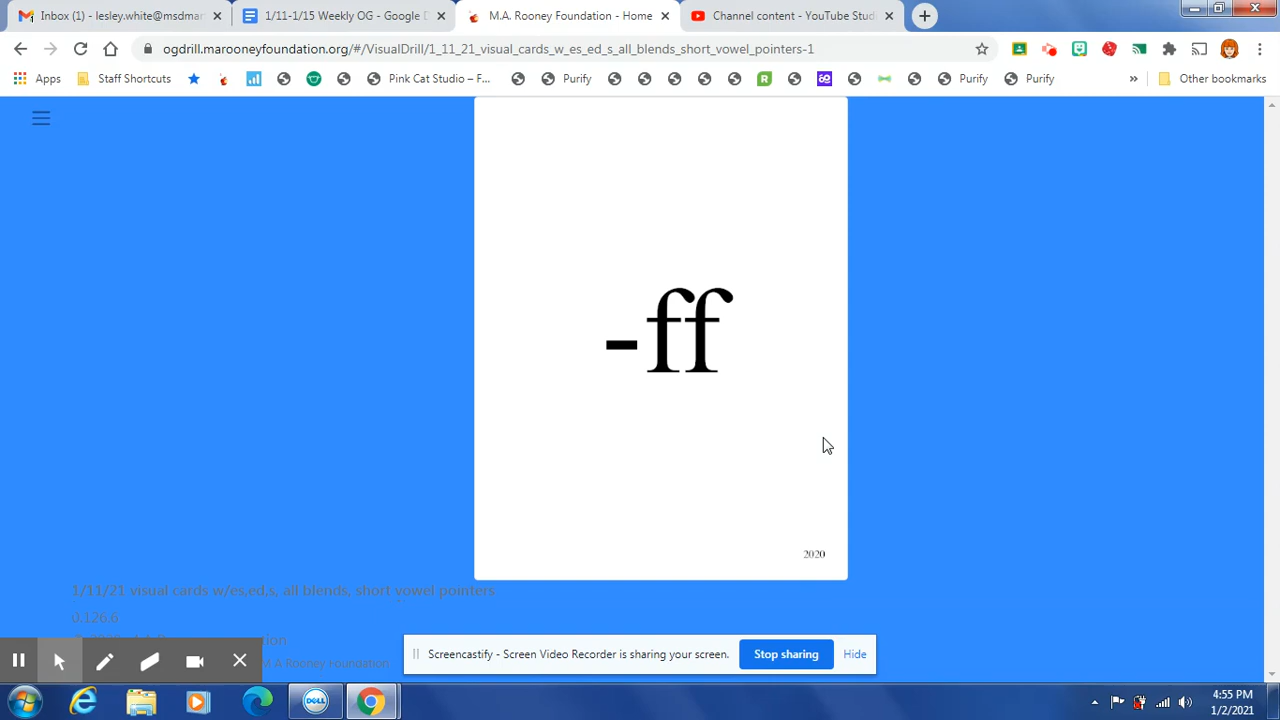 Inbox (1) - lesley.white@msdmar
1/11-1/15 Weekly OG - Google D
M.A. Rooney Foundation - Home
Channel content - YouTube Studi
ogdrill.marooneyfoundation.org/#/VisualDrill/1_11_21_visual_cards_w_es_ed_s_all_blends_short_vowel_pointers-1
Apps
Staff Shortcuts
Pink Cat Studio – F...
Purify
Purify
Purify
»
Other bookmarks
-ff
2020
1/11/21 visual cards w/es,ed,s, all blends, short vowel pointers
0.126.6
M A Rooney Foundation
Screencastify - Screen Video Recorder is sharing your screen.
Stop sharing
Hide
DELL
4:55 PM
1/2/2021